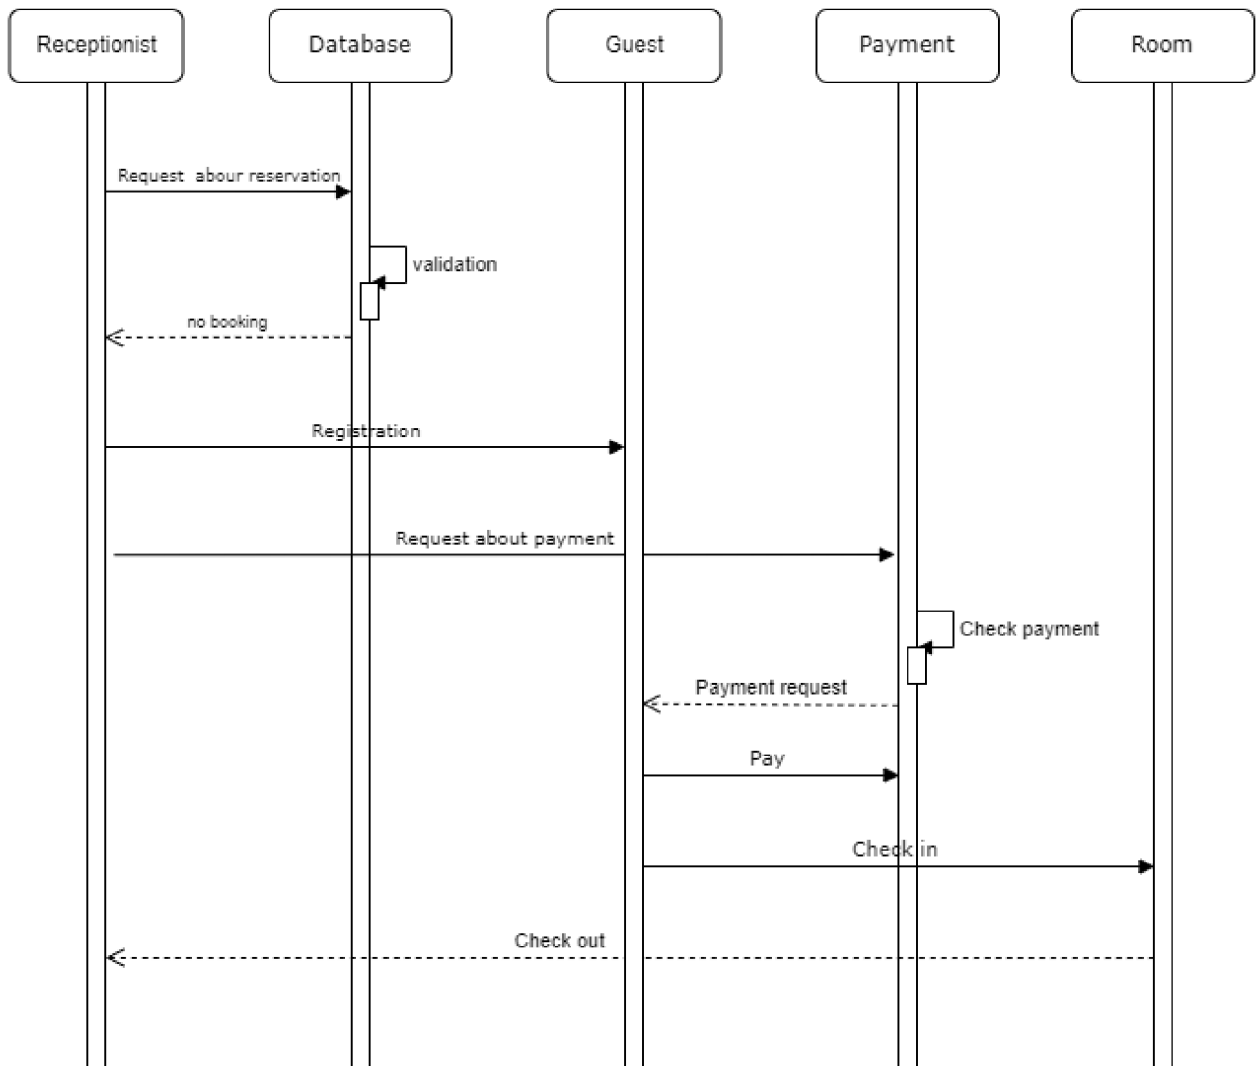 Receptionist
Database
Guest
Payment
Room
Request abour reservation
validation
no booking
Registration
Request about payment
Check payment
Payment request
Pay
Check in
Check out